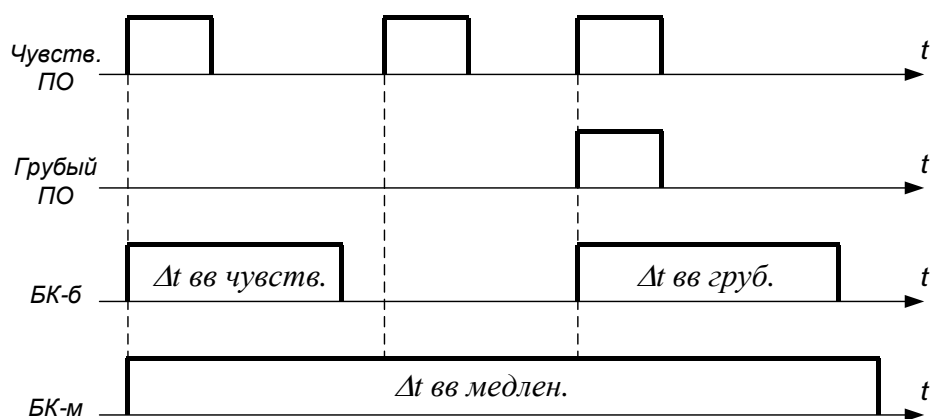 Чувств.
ПО
t
Грубый
ПО
t
БК-б
Δt вв чувств.
Δt вв груб.
t
БК-м
Δt вв медлен.
t